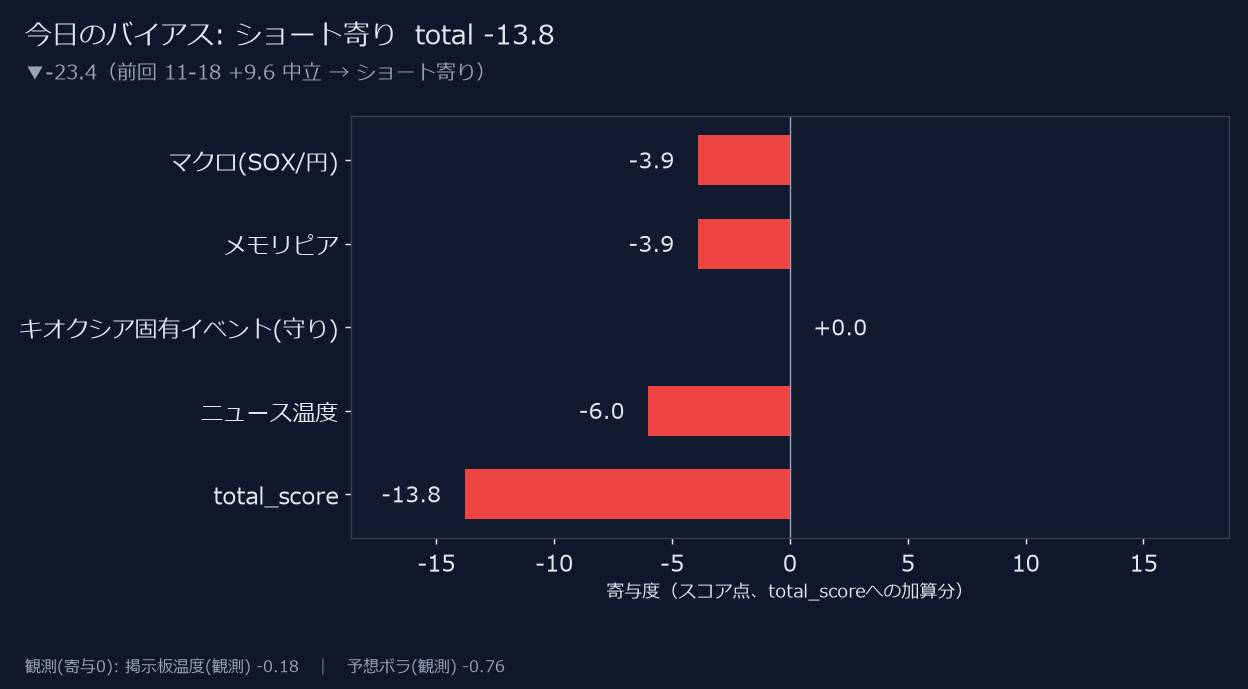 今日のバイアス: ショート寄り  total -13.8
▼-23.4（前回 11-18 +9.6 中立 → ショート寄り）
マクロ(SOX/円)
-3.9
メモリピア
-3.9
キオクシア固有イベント(守り)
+0.0
ニュース温度
-6.0
total_score
-13.8
-15 -10 -5 0 5 10 15
寄与度（スコア点、total_scoreへの加算分）
観測(寄与0): 掲示板温度(観測) -0.18 ｜ 予想ボラ(観測) -0.76